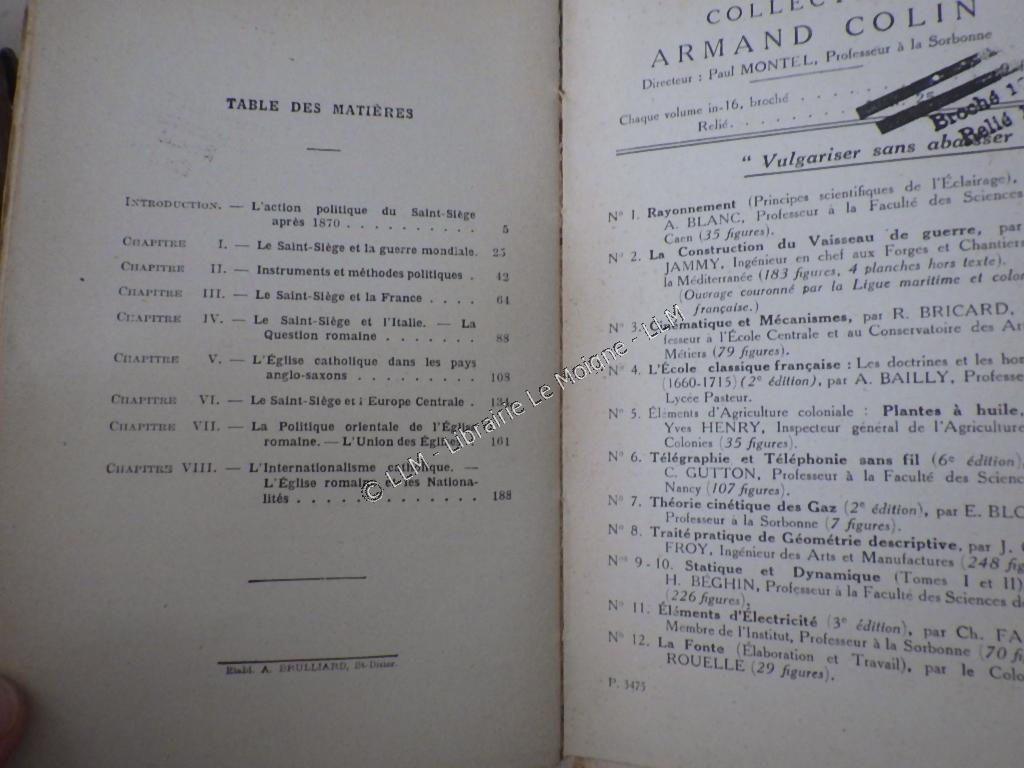 TABLE DES MATIÈRES
INTRODUCTION. — L'action politique du Saint-Siège
après 1870 . . . . . . . . . . 5
CHAPITRE I. — Le Saint-Siège et la guerre mondiale. 25
CHAPITRE II. — Instruments et méthodes politiques . 42
CHAPITRE III. — Le Saint-Siège et la France . . . . 64
CHAPITRE IV. — Le Saint-Siège et l'Italie. — La
Question romaine . . . . . . . 88
CHAPITRE V. — L'Église catholique dans les pays
anglo-saxons . . . . . . . . . 108
CHAPITRE VI. — Le Saint-Siège et l Europe Centrale . 134
CHAPITRE VII. — La Politique orientale de l'Église
romaine. — L'Union des Églises 161
CHAPITRE VIII. — L'Internationalisme catholique. —
L'Église romaine et les Nationa-
lités . . . . . . . . . . . . . . 188
Etabl. A. BRULLIARD, St-Dizier.
© LLM - Librairie Le Moigne - LLM
ARMAND COLIN
Directeur : Paul MONTEL, Professeur à la Sorbonne
Chaque volume in-16, broché . . . . . .
Relié. . . . . . . . . . . 25
Broché
Relié
" Vulgariser sans abaisser
N° 1. Rayonnement (Principes scientifiques de l'Éclairage),
A. BLANC, Professeur à la Faculté des Sciences
Caen (35 figures).
N° 2. La Construction du Vaisseau de guerre, par
JAMMY, Ingénieur en chef aux Forges et Chantiers
la Méditerranée (183 figures, 4 planches hors texte).
(Ouvrage couronné par la Ligue maritime et
française.)
N° 3. Cinématique et Mécanismes, par R. BRICARD,
fesseur à l'École Centrale et au Conservatoire des
Métiers (79 figures).
N° 4. L'École classique française : Les doctrines et les
(1660-1715) (2e édition), par A. BAILLY,
Lycée Pasteur.
N° 5. Éléments d'Agriculture coloniale : Plantes à huile,
Yves HENRY, Inspecteur général de l'Agriculture
Colonies (35 figures).
N° 6. Télégraphie et Téléphonie sans fil (6e édition),
C. GUTTON, Professeur à la Faculté des
Nancy (107 figures).
N° 7. Théorie cinétique des Gaz (2e édition), par E.
Professeur à la Sorbonne (7 figures).
N° 8. Traité pratique de Géométrie descriptive, par J.
FROY, Ingénieur des Arts et Manufactures (248
Nos 9-10. Statique et Dynamique (Tomes I et II)
H. BÉGHIN, Professeur à la Faculté des Sciences
(226 figures).
N° 11. Éléments d'Électricité (3e édition), par Ch.
Membre de l'Institut, Professeur à la Sorbonne (70
N° 12. La Fonte (Élaboration et Travail), par le
ROUELLE (29 figures).
P. 3475